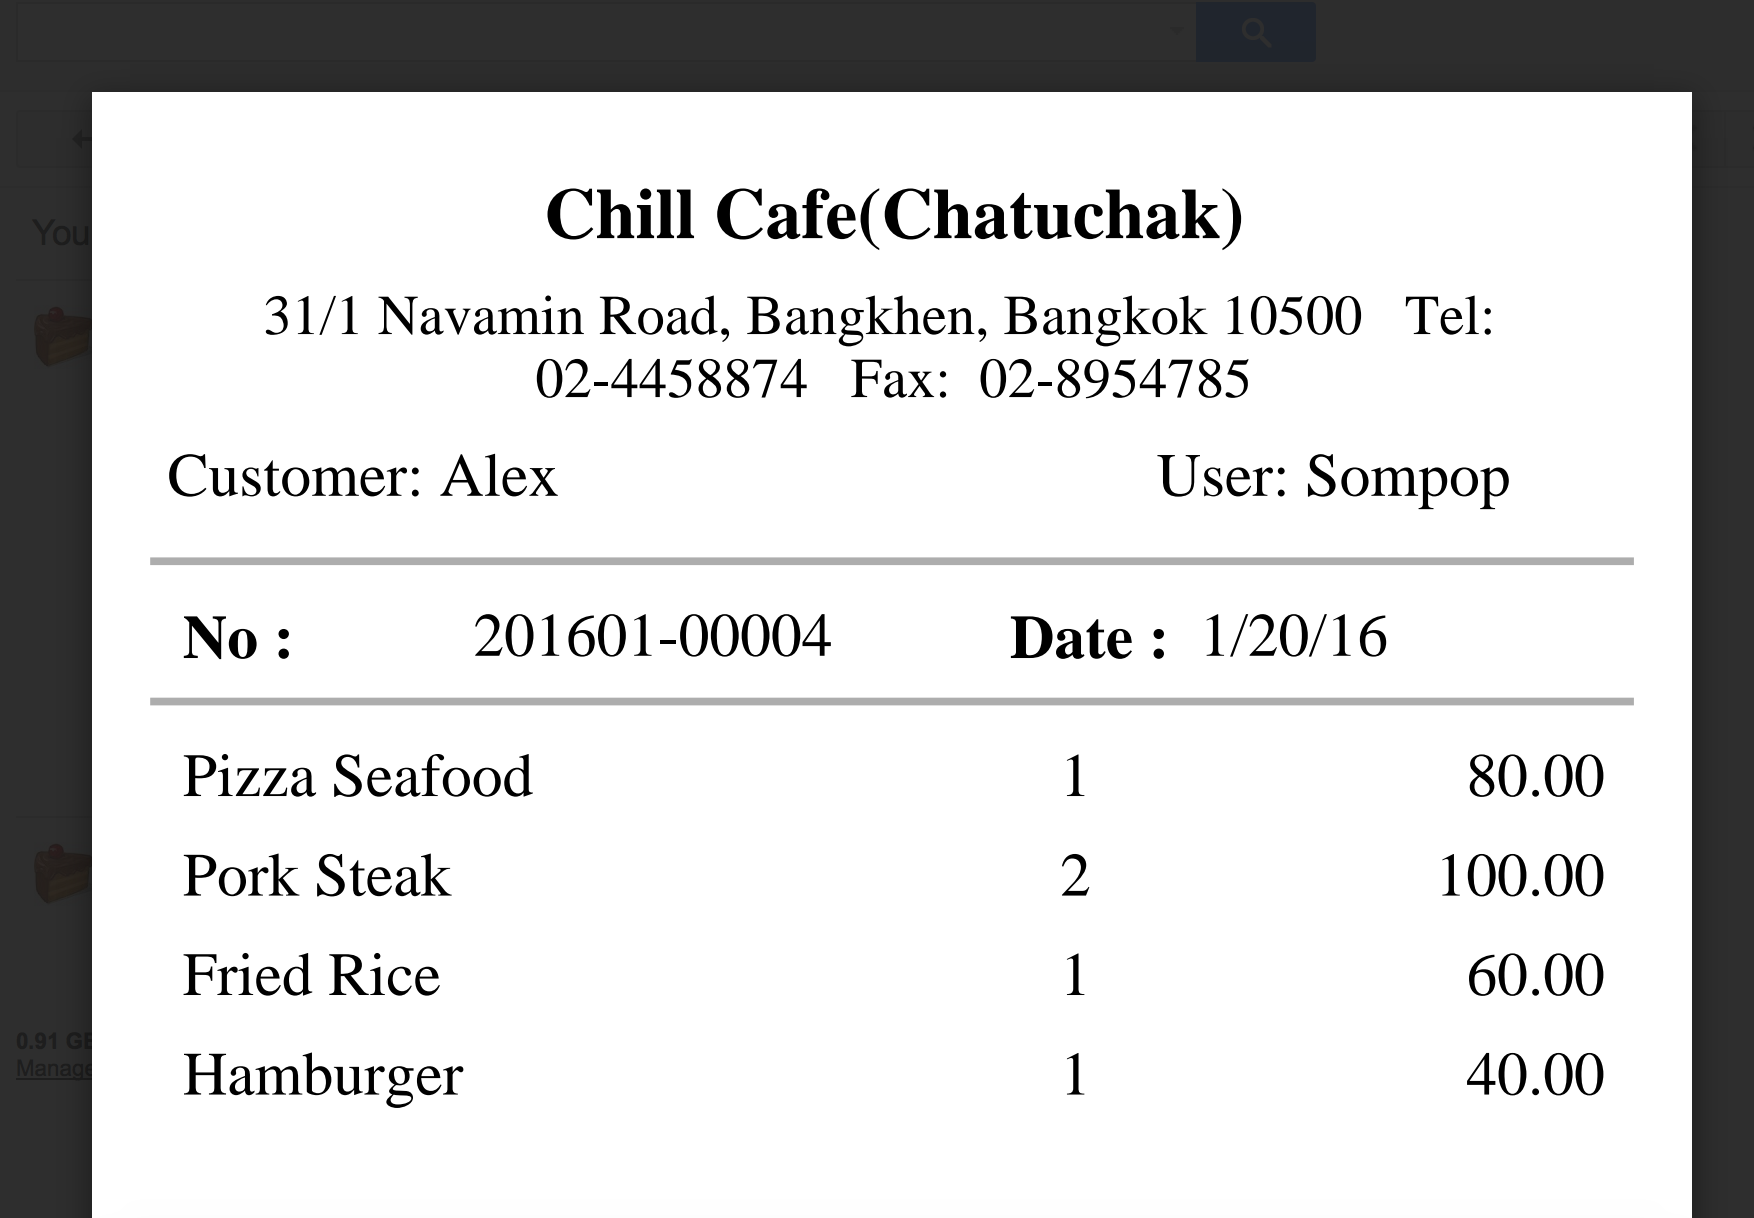 You
Chill Cafe(Chatuchak)
31/1 Navamin Road, Bangkhen, Bangkok 10500 Tel:
02-4458874 Fax: 02-8954785
Customer: Alex User: Sompop
No : 201601-00004 Date : 1/20/16
Pizza Seafood 1 80.00
Pork Steak 2 100.00
Fried Rice 1 60.00
Hamburger 1 40.00
0.91 GB
Manage